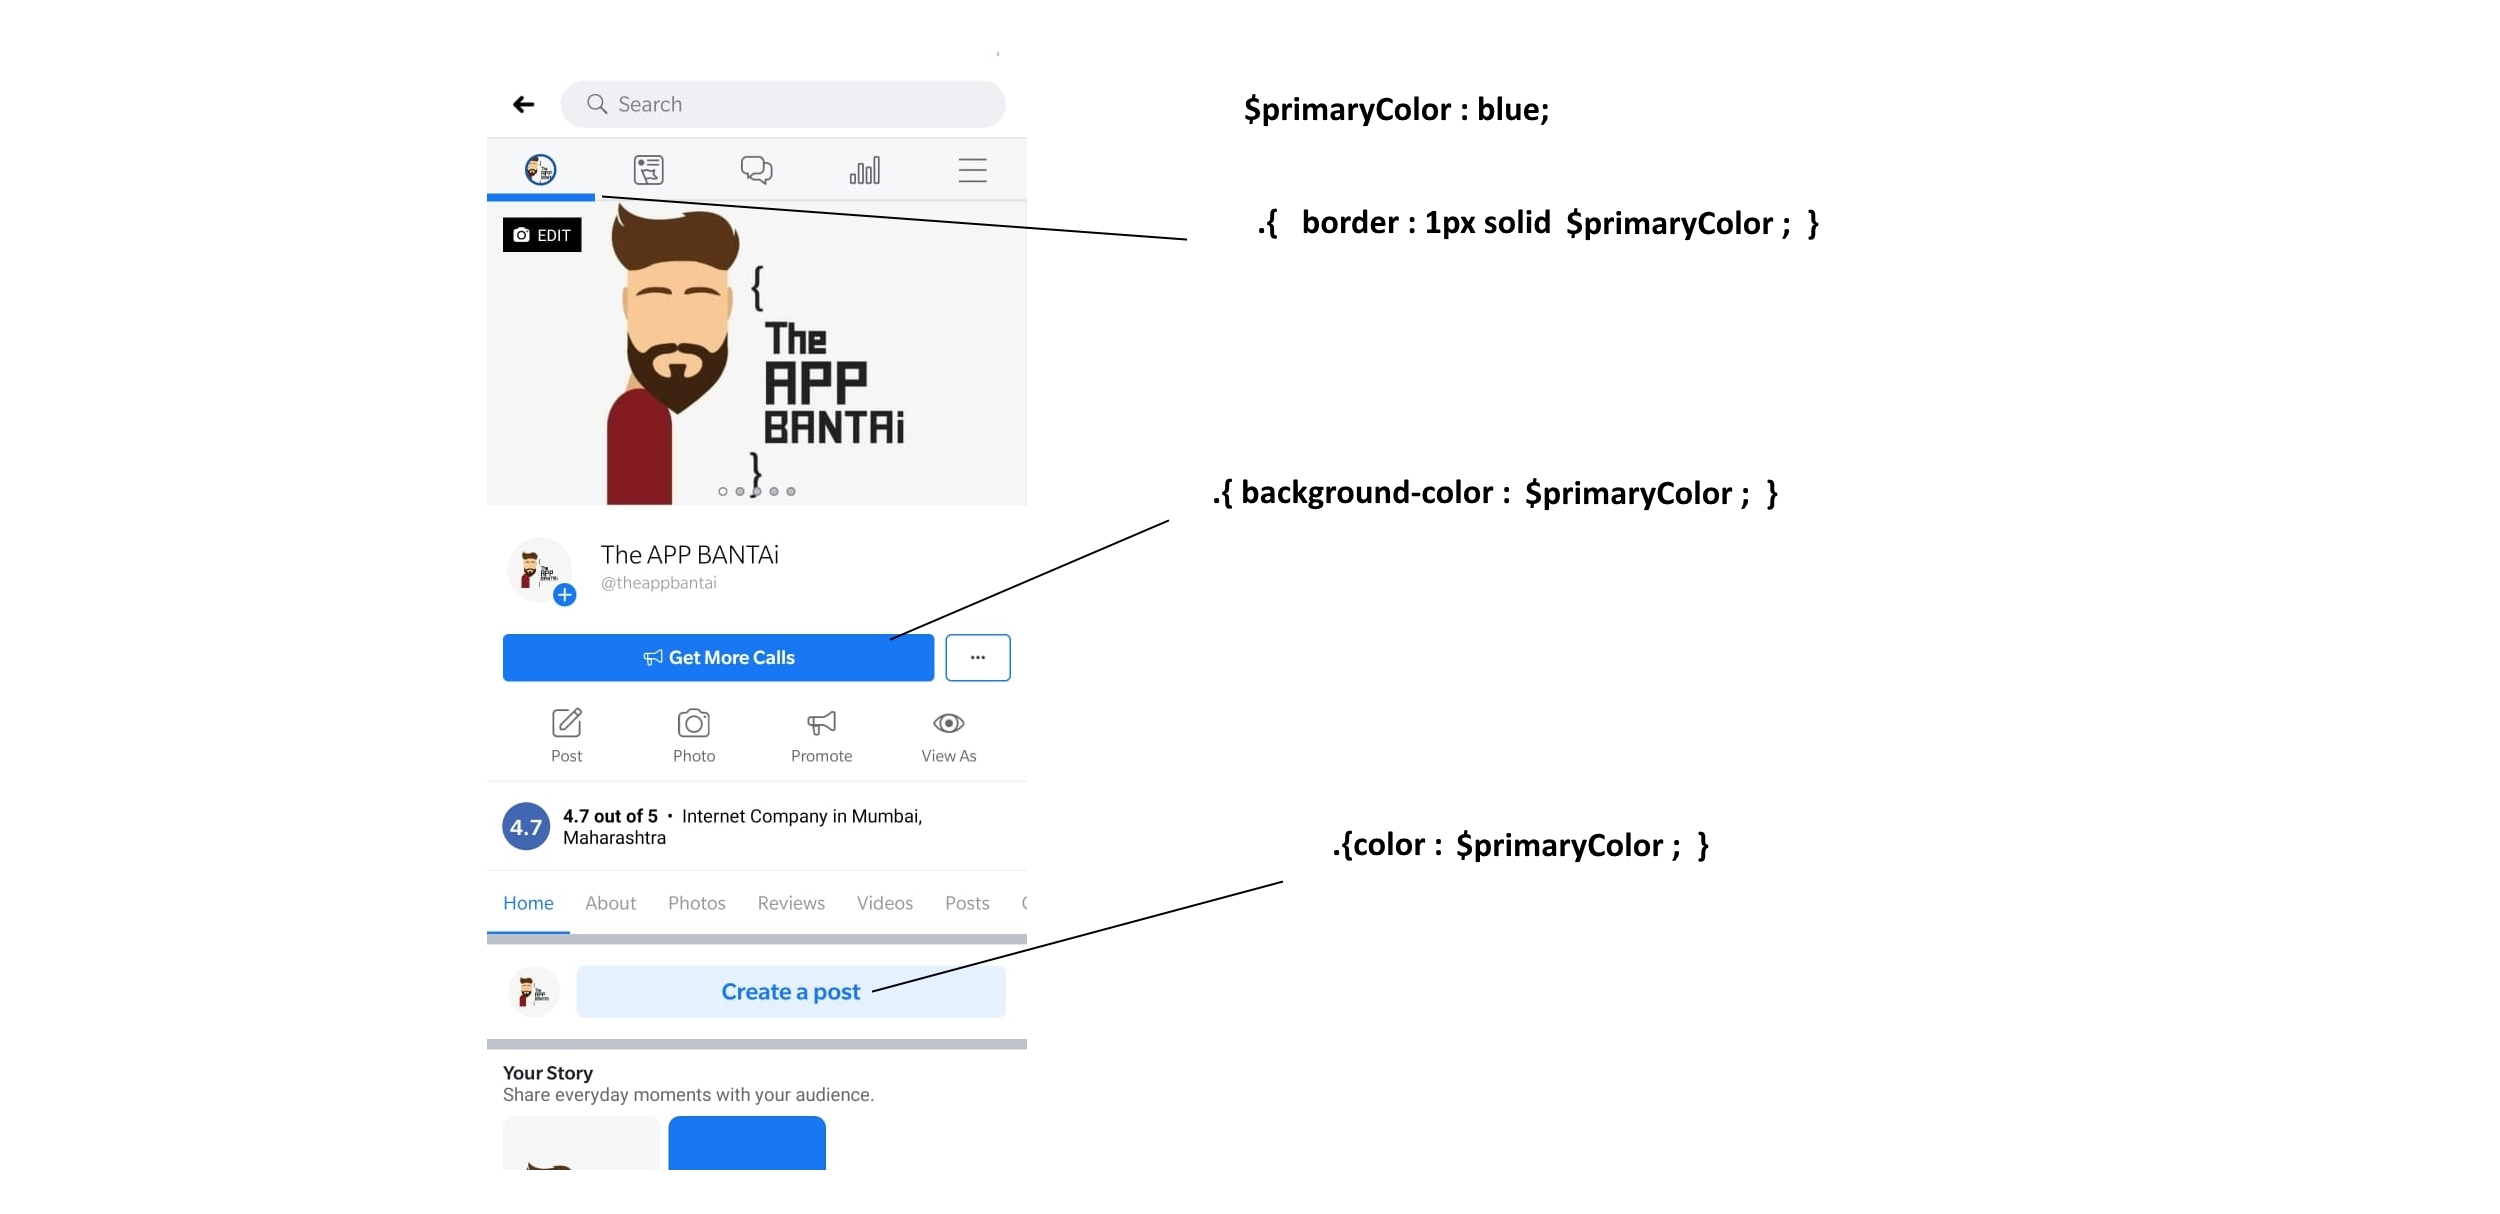 Search
$primaryColor : blue;
.{ border : 1px solid $primaryColor ; }
EDIT
{
The
APP
BANTAi
}
.{ background-color : $primaryColor ; }
The APP BANTAi
@theappbantai
Get More Calls
...
Post Photo Promote View As
4.7
4.7 out of 5 • Internet Company in Mumbai,
Maharashtra
.{color : $primaryColor ; }
Home About Photos Reviews Videos Posts
Create a post
Your Story
Share everyday moments with your audience.